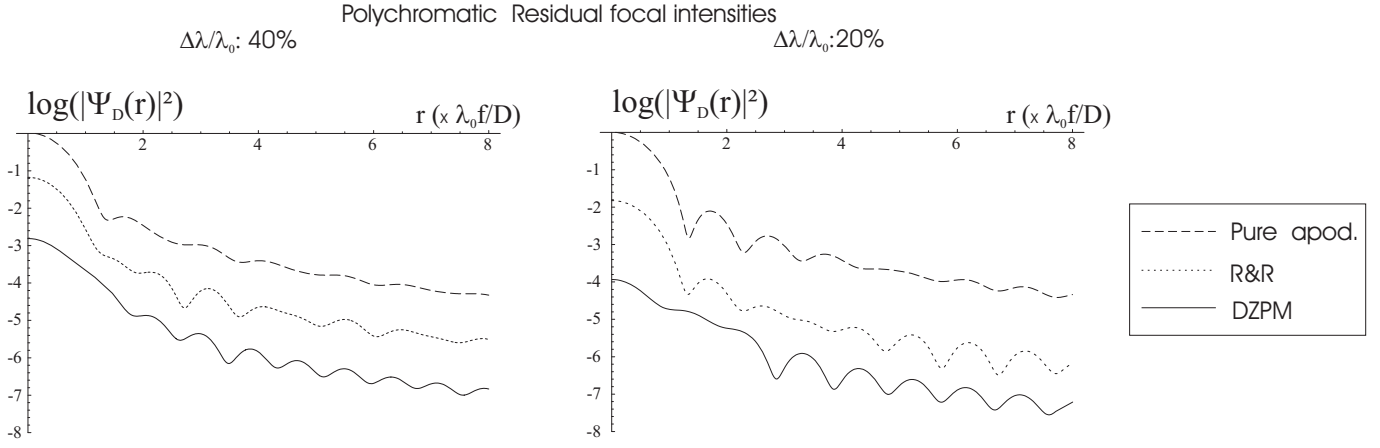 Polychromatic Residual focal intensities
Δλ/λ₀: 40%
Δλ/λ₀:20%
log(|Ψ_D(r)|²)
r (× λ₀f/D)
2
4
6
8
-1
-2
-3
-4
-5
-6
-7
-8
log(|Ψ_D(r)|²)
r (× λ₀f/D)
2
4
6
8
-1
-2
-3
-4
-5
-6
-7
-8
Pure apod.
R&R
DZPM